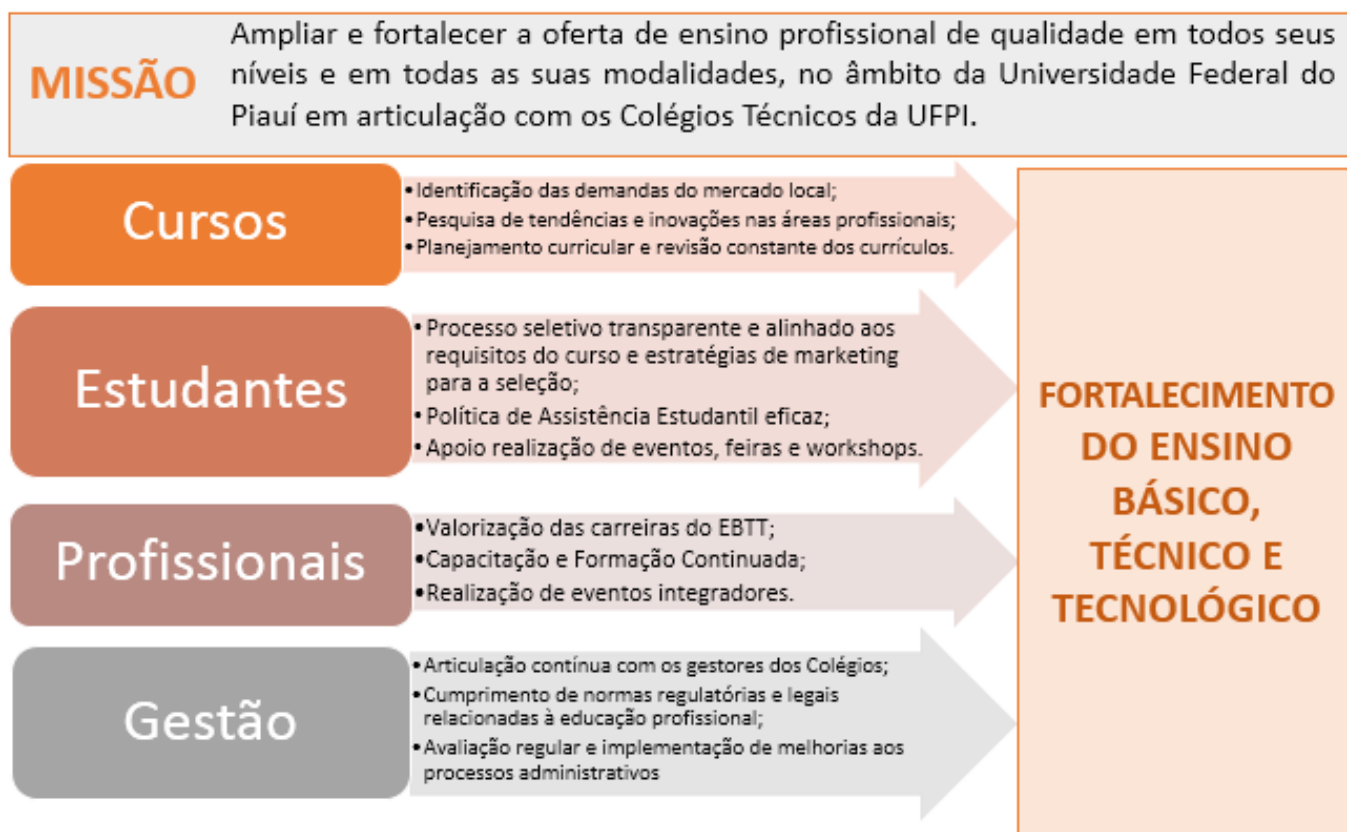 MISSÃO
Ampliar e fortalecer a oferta de ensino profissional de qualidade em todos seus
níveis e em todas as suas modalidades, no âmbito da Universidade Federal do
Piauí em articulação com os Colégios Técnicos da UFPI.
Cursos
•Identificação das demandas do mercado local;
•Pesquisa de tendências e inovações nas áreas profissionais;
•Planejamento curricular e revisão constante dos currículos.
Estudantes
•Processo seletivo transparente e alinhado aos
requisitos do curso e estratégias de marketing
para a seleção;
•Política de Assistência Estudantil eficaz;
•Apoio realização de eventos, feiras e workshops.
Profissionais
•Valorização das carreiras do EBTT;
•Capacitação e Formação Continuada;
•Realização de eventos integradores.
Gestão
•Articulação contínua com os gestores dos Colégios;
•Cumprimento de normas regulatórias e legais
relacionadas à educação profissional;
•Avaliação regular e implementação de melhorias aos
processos administrativos
FORTALECIMENTO
DO ENSINO
BÁSICO,
TÉCNICO E
TECNOLÓGICO